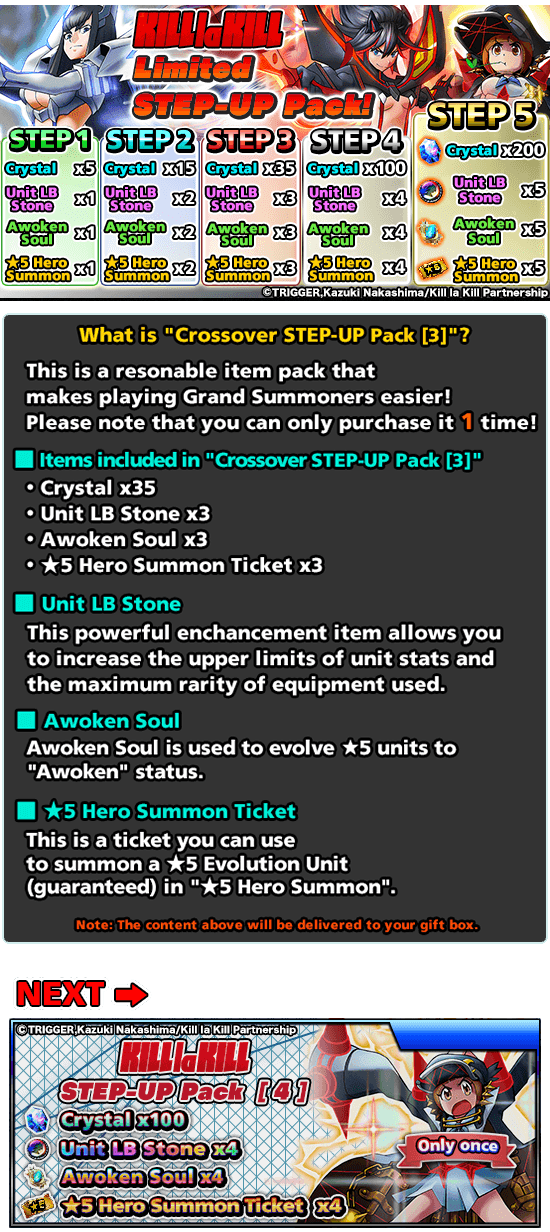 KILL la KILL
Limited
STEP-UP Pack!
STEP 1
Crystal x5
Unit LB Stone x1
Awoken Soul x1
★5 Hero Summon x1
STEP 2
Crystal x15
Unit LB Stone x2
Awoken Soul x2
★5 Hero Summon x2
STEP 3
Crystal x35
Unit LB Stone x3
Awoken Soul x3
★5 Hero Summon x3
STEP 4
Crystal x100
Unit LB Stone x4
Awoken Soul x4
★5 Hero Summon x4
STEP 5
Crystal x200
Unit LB Stone x5
Awoken Soul x5
★5 Hero Summon x5
©TRIGGER,Kazuki Nakashima/Kill la Kill Partnership
What is "Crossover STEP-UP Pack [3]"?
This is a resonable item pack that
makes playing Grand Summoners easier!
Please note that you can only purchase it 1 time!
■ Items included in "Crossover STEP-UP Pack [3]"
・Crystal x35
・Unit LB Stone x3
・Awoken Soul x3
・★5 Hero Summon Ticket x3
■ Unit LB Stone
This powerful enchancement item allows you
to increase the upper limits of unit stats and
the maximum rarity of equipment used.
■ Awoken Soul
Awoken Soul is used to evolve ★5 units to
"Awoken" status.
■ ★5 Hero Summon Ticket
This is a ticket you can use
to summon a ★5 Evolution Unit
(guaranteed) in "★5 Hero Summon".
Note: The content above will be delivered to your gift box.
NEXT ➡
©TRIGGER,Kazuki Nakashima/Kill la Kill Partnership
KILL la KILL
STEP-UP Pack [4]
Crystal x100
Unit LB Stone x4
Awoken Soul x4
★5 Hero Summon Ticket x4
Only once